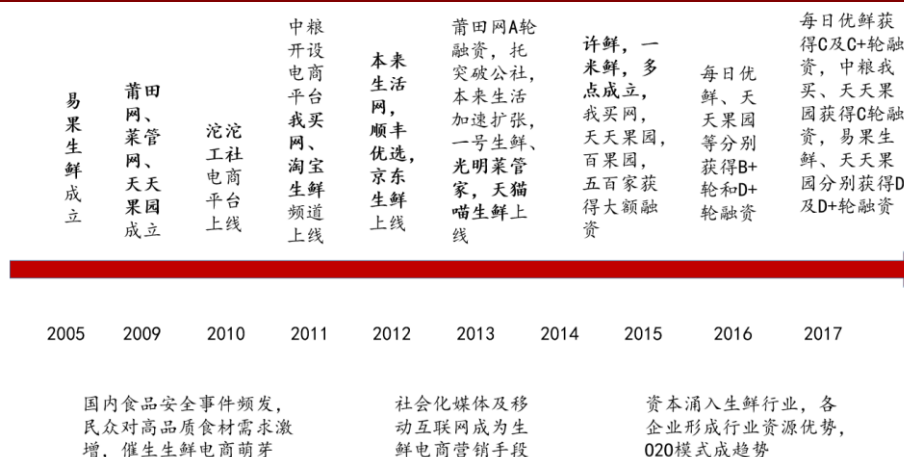 易
果
生
鲜
成
立
莆田
网、
菜管
网、
天天
果园
成立
沱沱
工社
电商
平台
上线
中粮
开设
电商
平台
我买
网、
淘宝
生鲜
频道
上线
本来
生活
网，
顺丰
优选，
京东
生鲜
上线
莆田网A轮
融资，托
突破公社，
本来生活
加速扩张，
一号生鲜、
光明菜管
家，天猫
喵生鲜上
线
许鲜，一
米鲜，多
点成立，
我买网，
天天果园，
百果园，
五百家获
得大额融
资
每日优
鲜、天
天果园
等分别
获得B+
轮和D+
轮融资
每日优鲜获
得C及C+轮融
资，中粮我
买、天天果
园获得C轮融
资，易果生
鲜、天天果
园分别获得D
及D+轮融资
2005
2009
2010
2011
2012
2013
2014
2015
2016
2017
国内食品安全事件频发，
民众对高品质食材需求激
增，催生生鲜电商萌芽
社会化媒体及移
动互联网成为生
鲜电商营销手段
资本涌入生鲜行业，各
企业形成行业资源优势，
O2O模式成趋势